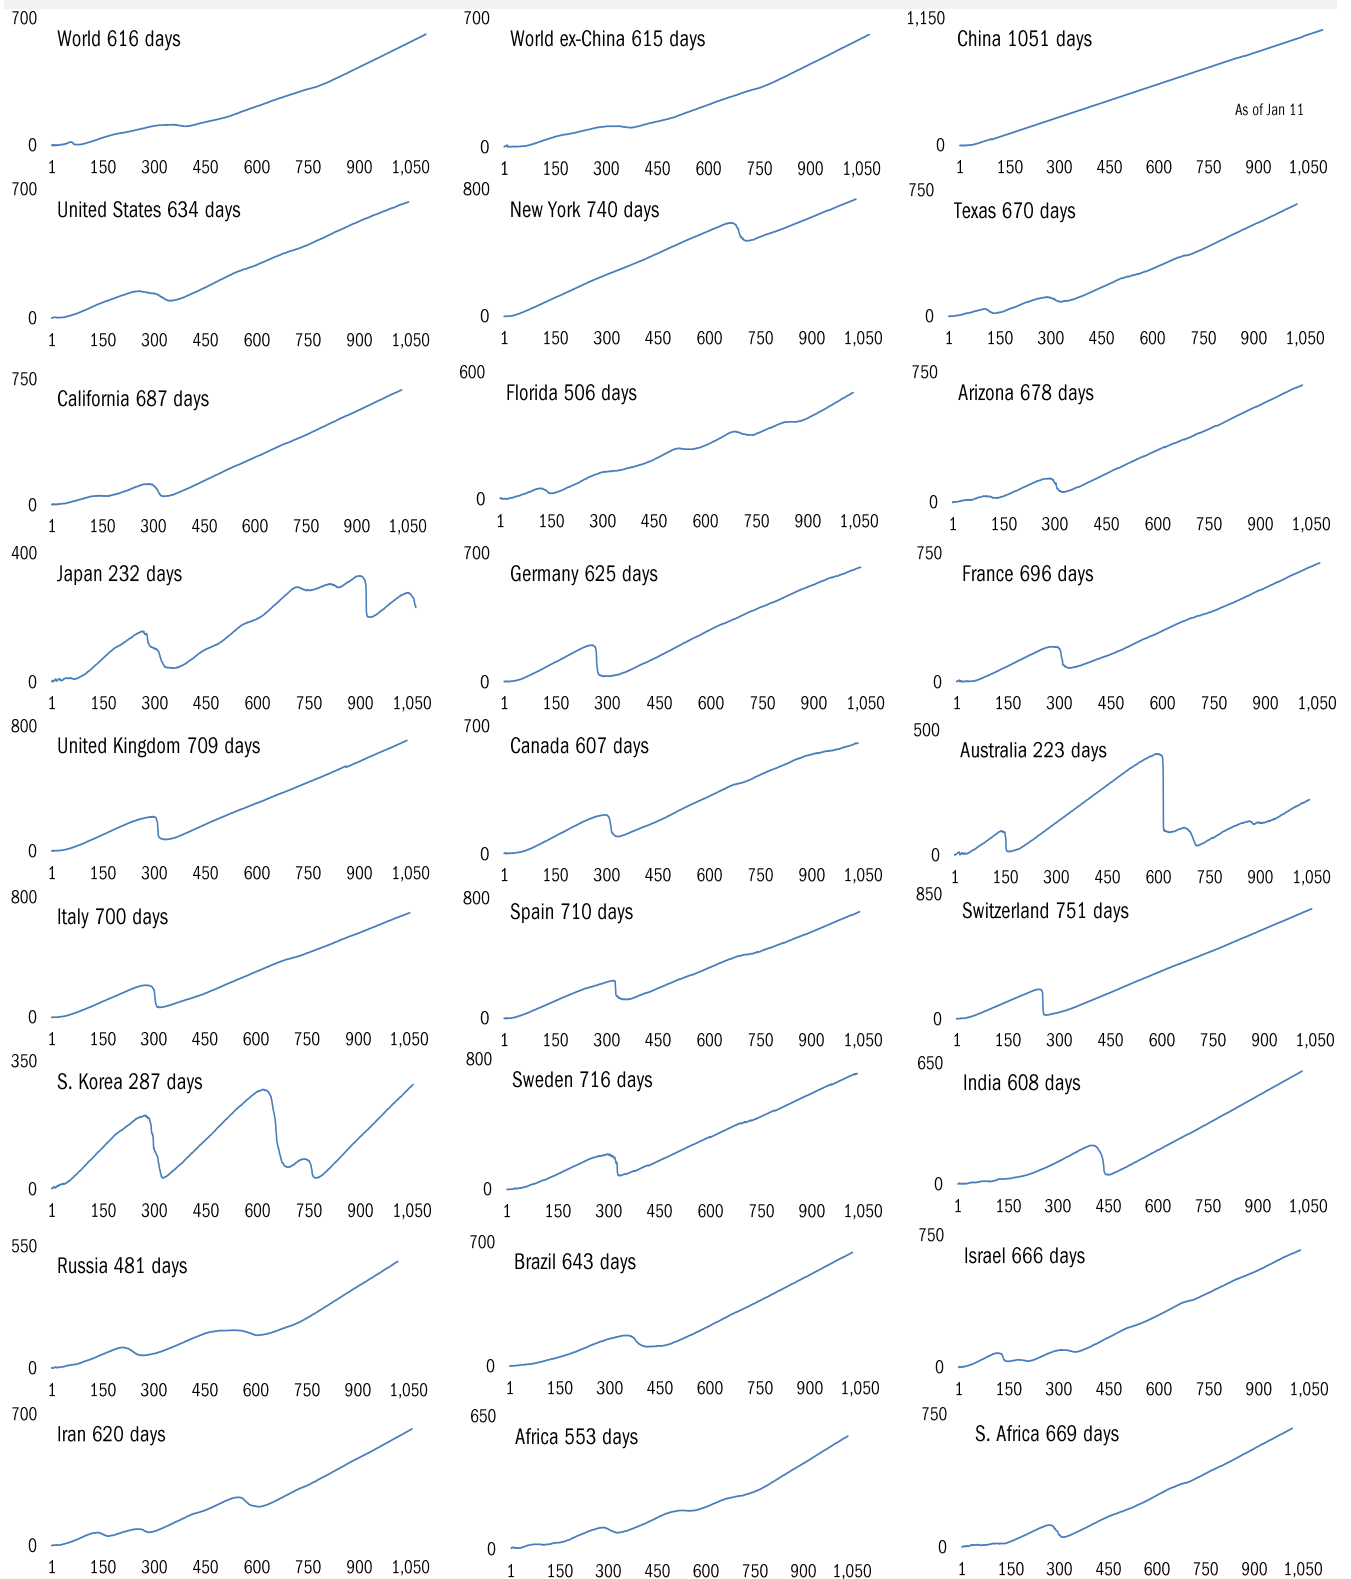 700
World 616 days
0
1 150 300 450 600 750 900 1,050
700
World ex-China 615 days
0
1 150 300 450 600 750 900 1,050
1,150
China 1051 days
As of Jan 11
0
1 150 300 450 600 750 900 1,050
700
United States 634 days
0
1 150 300 450 600 750 900 1,050
800
New York 740 days
0
1 150 300 450 600 750 900 1,050
750
Texas 670 days
0
1 150 300 450 600 750 900 1,050
750
California 687 days
0
1 150 300 450 600 750 900 1,050
600
Florida 506 days
0
1 150 300 450 600 750 900 1,050
750
Arizona 678 days
0
1 150 300 450 600 750 900 1,050
400
Japan 232 days
0
1 150 300 450 600 750 900 1,050
700
Germany 625 days
0
1 150 300 450 600 750 900 1,050
750
France 696 days
0
1 150 300 450 600 750 900 1,050
800
United Kingdom 709 days
0
1 150 300 450 600 750 900 1,050
700
Canada 607 days
0
1 150 300 450 600 750 900 1,050
500
Australia 223 days
0
1 150 300 450 600 750 900 1,050
800
Italy 700 days
0
1 150 300 450 600 750 900 1,050
800
Spain 710 days
0
1 150 300 450 600 750 900 1,050
850
Switzerland 751 days
0
1 150 300 450 600 750 900 1,050
350
S. Korea 287 days
0
1 150 300 450 600 750 900 1,050
800
Sweden 716 days
0
1 150 300 450 600 750 900 1,050
650
India 608 days
0
1 150 300 450 600 750 900 1,050
550
Russia 481 days
0
1 150 300 450 600 750 900 1,050
700
Brazil 643 days
0
1 150 300 450 600 750 900 1,050
750
Israel 666 days
0
1 150 300 450 600 750 900 1,050
700
Iran 620 days
0
1 150 300 450 600 750 900 1,050
650
Africa 553 days
0
1 150 300 450 600 750 900 1,050
750
S. Africa 669 days
0
1 150 300 450 600 750 900 1,050